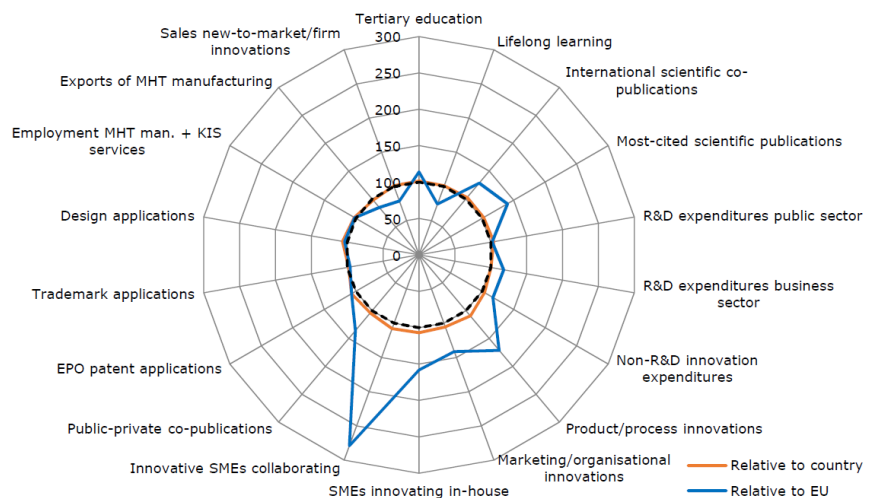 Tertiary education
Sales new-to-market/firm
innovations
Lifelong learning
Exports of MHT manufacturing
International scientific co-
publications
Employment MHT man. + KIS
services
Most-cited scientific publications
Design applications
R&D expenditures public sector
Trademark applications
R&D expenditures business
sector
EPO patent applications
Non-R&D innovation
expenditures
Public-private co-publications
Product/process innovations
Innovative SMEs collaborating
Marketing/organisational
innovations
SMEs innovating in-house
300
250
200
150
100
50
0
Relative to country
Relative to EU